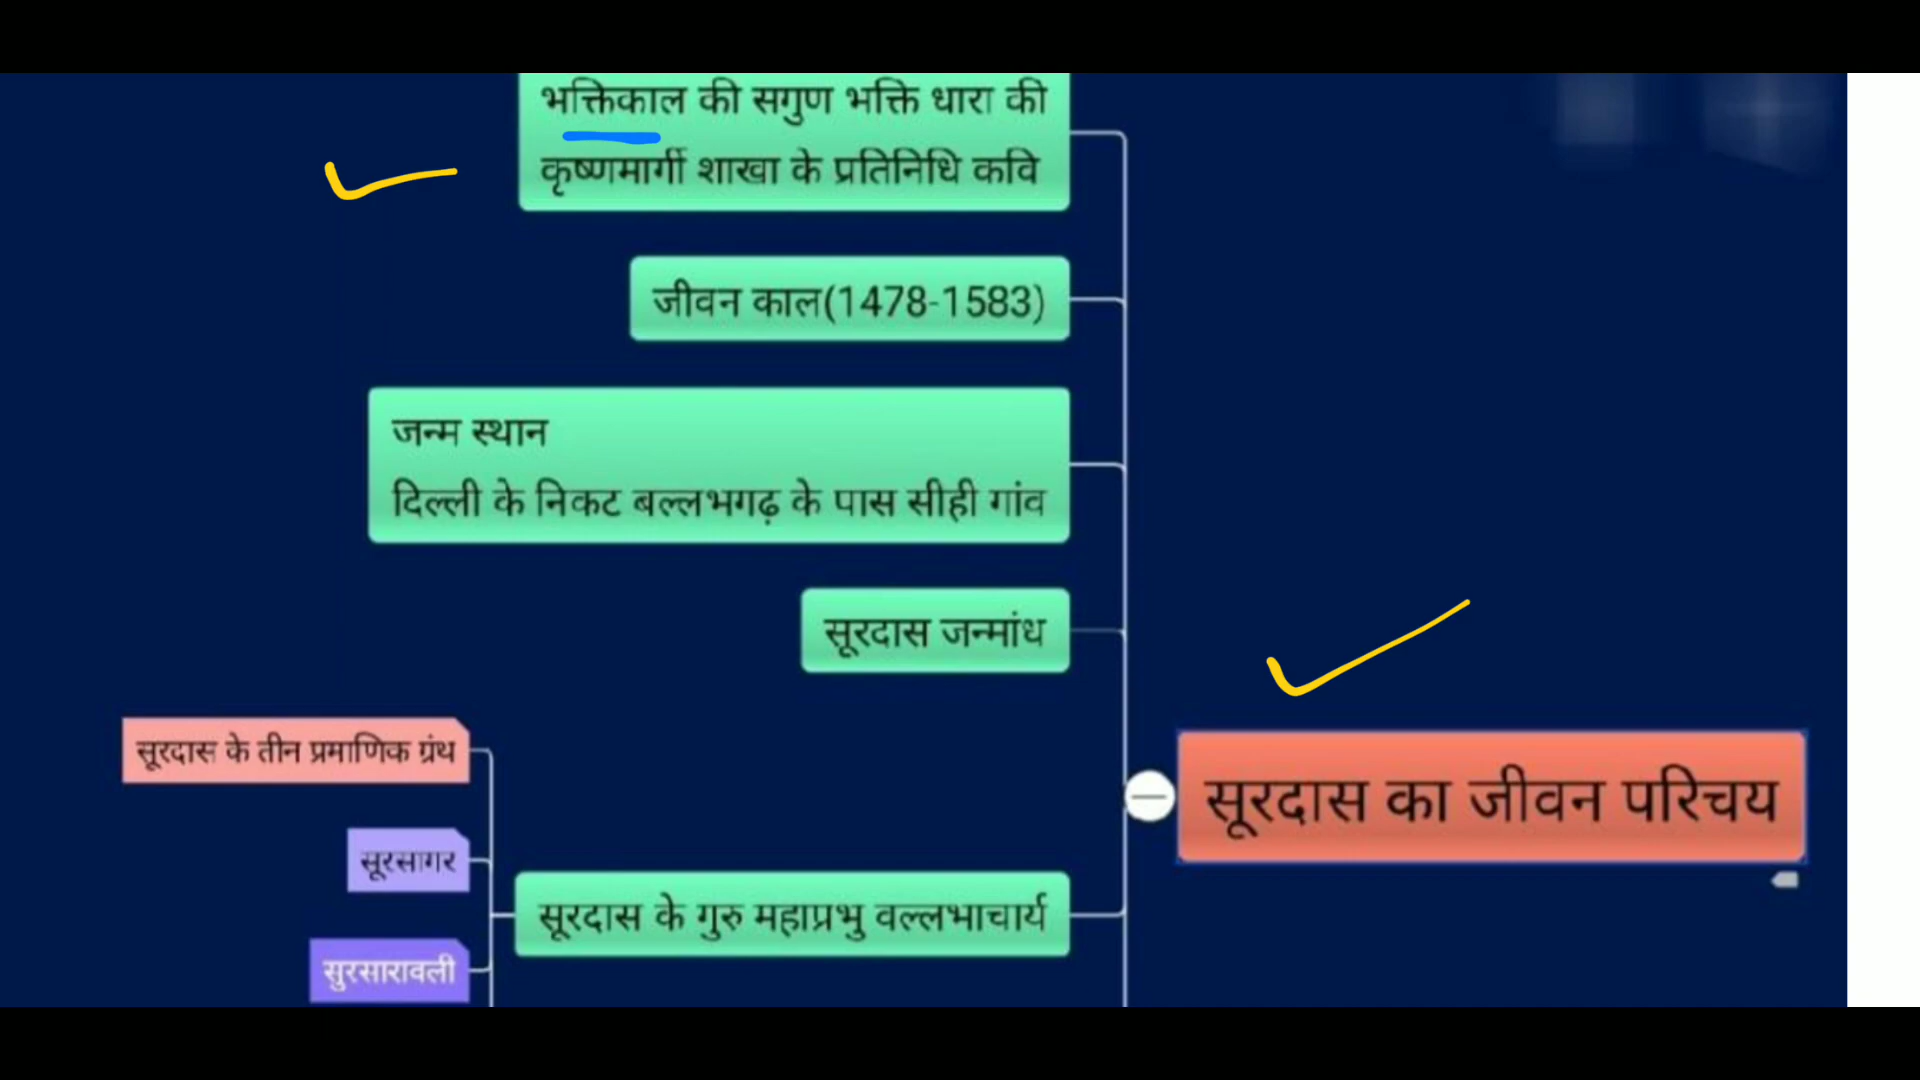 भक्तिकाल की सगुण भक्ति धारा की
कृष्णमार्गी शाखा के प्रतिनिधि कवि
जीवन काल(1478-1583)
जन्म स्थान
दिल्ली के निकट बल्लभगढ़ के पास सीही गांव
सूरदास जन्मांध
सूरदास के तीन प्रमाणिक ग्रंथ
सूरसागर
सुरसारावली
सूरदास के गुरु महाप्रभु वल्लभाचार्य
सूरदास का जीवन परिचय